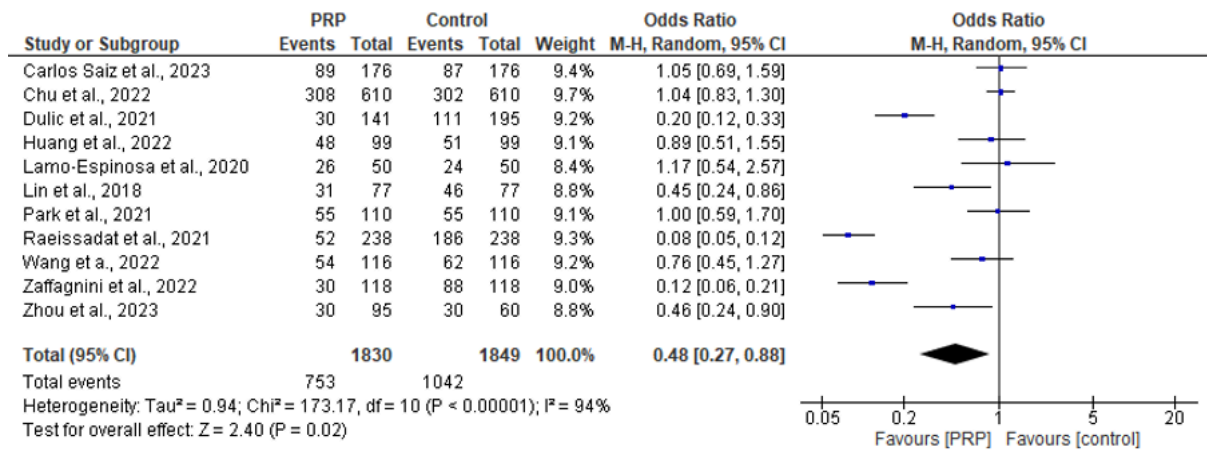 PRP Control Odds Ratio Odds Ratio
Study or Subgroup Events Total Events Total Weight M-H, Random, 95% CI M-H, Random, 95% CI
Carlos Saiz et al., 2023 89 176 87 176 9.4% 1.05 [0.69, 1.59]
Chu et al., 2022 308 610 302 610 9.7% 1.04 [0.83, 1.30]
Dulic et al., 2021 30 141 111 195 9.2% 0.20 [0.12, 0.33]
Huang et al., 2022 48 99 51 99 9.1% 0.89 [0.51, 1.55]
Lamo-Espinosa et al., 2020 26 50 24 50 8.4% 1.17 [0.54, 2.57]
Lin et al., 2018 31 77 46 77 8.8% 0.45 [0.24, 0.86]
Park et al., 2021 55 110 55 110 9.1% 1.00 [0.59, 1.70]
Raeissadat et al., 2021 52 238 186 238 9.3% 0.08 [0.05, 0.12]
Wang et a., 2022 54 116 62 116 9.2% 0.76 [0.45, 1.27]
Zaffagnini et al., 2022 30 118 88 118 9.0% 0.12 [0.06, 0.21]
Zhou et al., 2023 30 95 30 60 8.8% 0.46 [0.24, 0.90]
Total (95% CI) 1830 1849 100.0% 0.48 [0.27, 0.88]
Total events 753 1042
Heterogeneity: Tau² = 0.94; Chi² = 173.17, df = 10 (P < 0.00001); I² = 94%
Test for overall effect: Z = 2.40 (P = 0.02)
0.05 0.2 1 5 20
Favours [PRP] Favours [control]